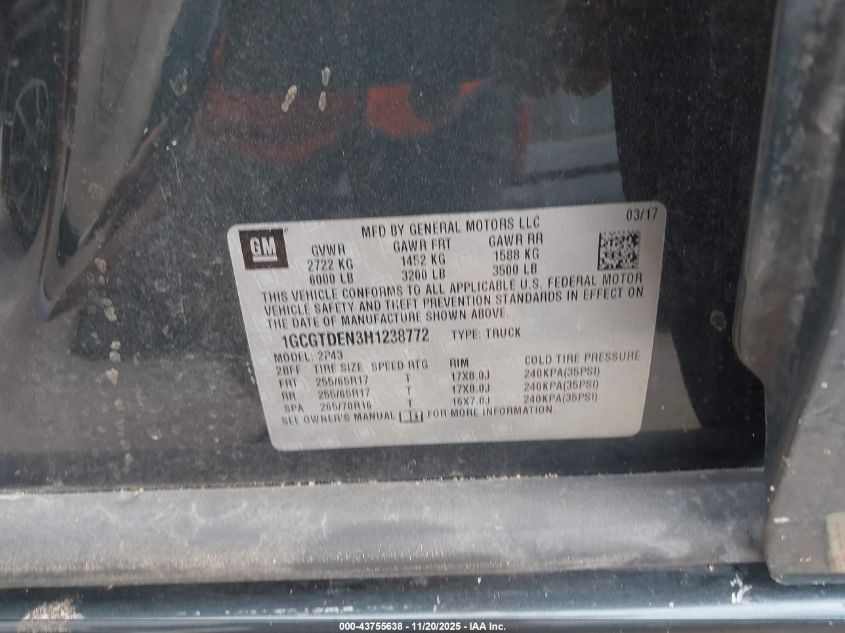 GM
MFD BY GENERAL MOTORS LLC
03/17
GVWR GAWR FRT GAWR RR
2722 KG 1452 KG 1588 KG
6000 LB 3200 LB 3500 LB
THIS VEHICLE CONFORMS TO ALL APPLICABLE U.S. FEDERAL MOTOR
VEHICLE SAFETY AND THEFT PREVENTION STANDARDS IN EFFECT ON
THE DATE OF MANUFACTURE SHOWN ABOVE.
1GCGTDEN3H1238772 TYPE: TRUCK
MODEL: 2P43
2BFF TIRE SIZE SPEED RTG RIM COLD TIRE PRESSURE
FRT 255/65R17 T 17X8.0J 240KPA(35PSI)
RR 255/65R17 T 17X8.0J 240KPA(35PSI)
SPA 265/70R16 T 16X7.0J 240KPA(35PSI)
SEE OWNER'S MANUAL FOR MORE INFORMATION.
000-43755638 - 11/20/2025 - IAA Inc.